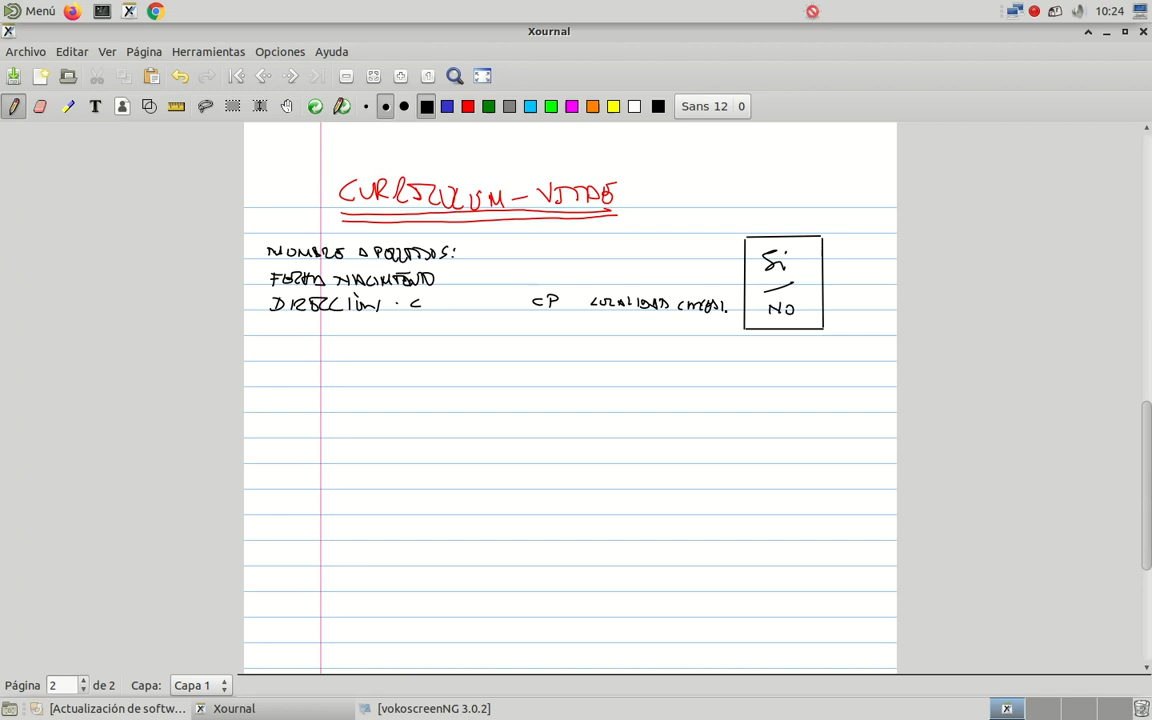 Menú
10:24
Xournal
Archivo Editar Ver Página Herramientas Opciones Ayuda
Sans 12 0
CURRICULUM - VITAE
NOMBRE APELLIDOS:
FECHA NACIMIENTO
DIRECCIÓN · C CP LOCALIDAD
Si
NO
Página 2 de 2 Capa: Capa 1
[Actualización de softw... Xournal [vokoscreenNG 3.0.2]